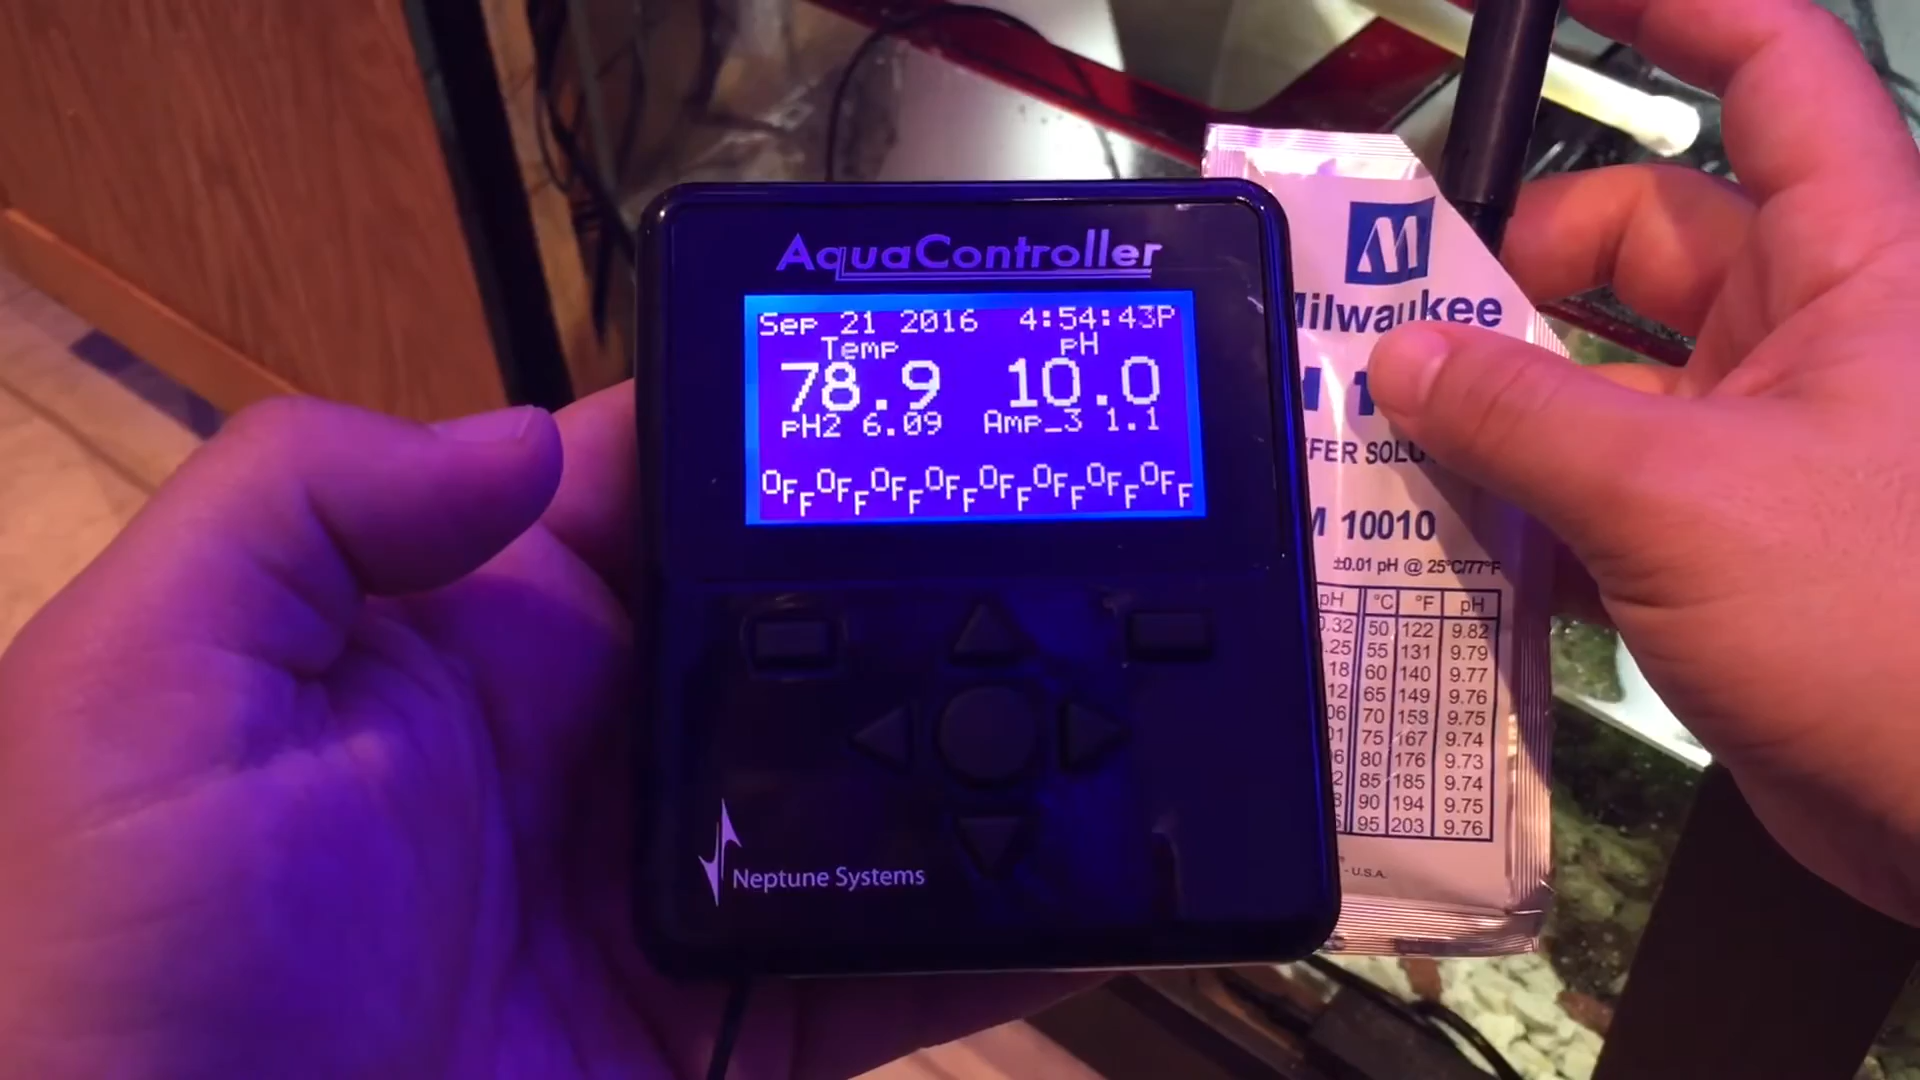 AquaController
Sep 21 2016 4:54:43P
Temp pH
78.9 10.0
pH2 6.09 Amp_3 1.1
OFF OFF OFF OFF OFF OFF OFF OFF
Neptune Systems
M
Milwaukee
M 10010
±0.01 pH @ 25°C/77°F
pH °C °F pH
50 122 9.82
55 131 9.79
60 140 9.77
65 149 9.76
70 158 9.75
75 167 9.74
80 176 9.73
85 185 9.74
90 194 9.75
95 203 9.76
- U.S.A.